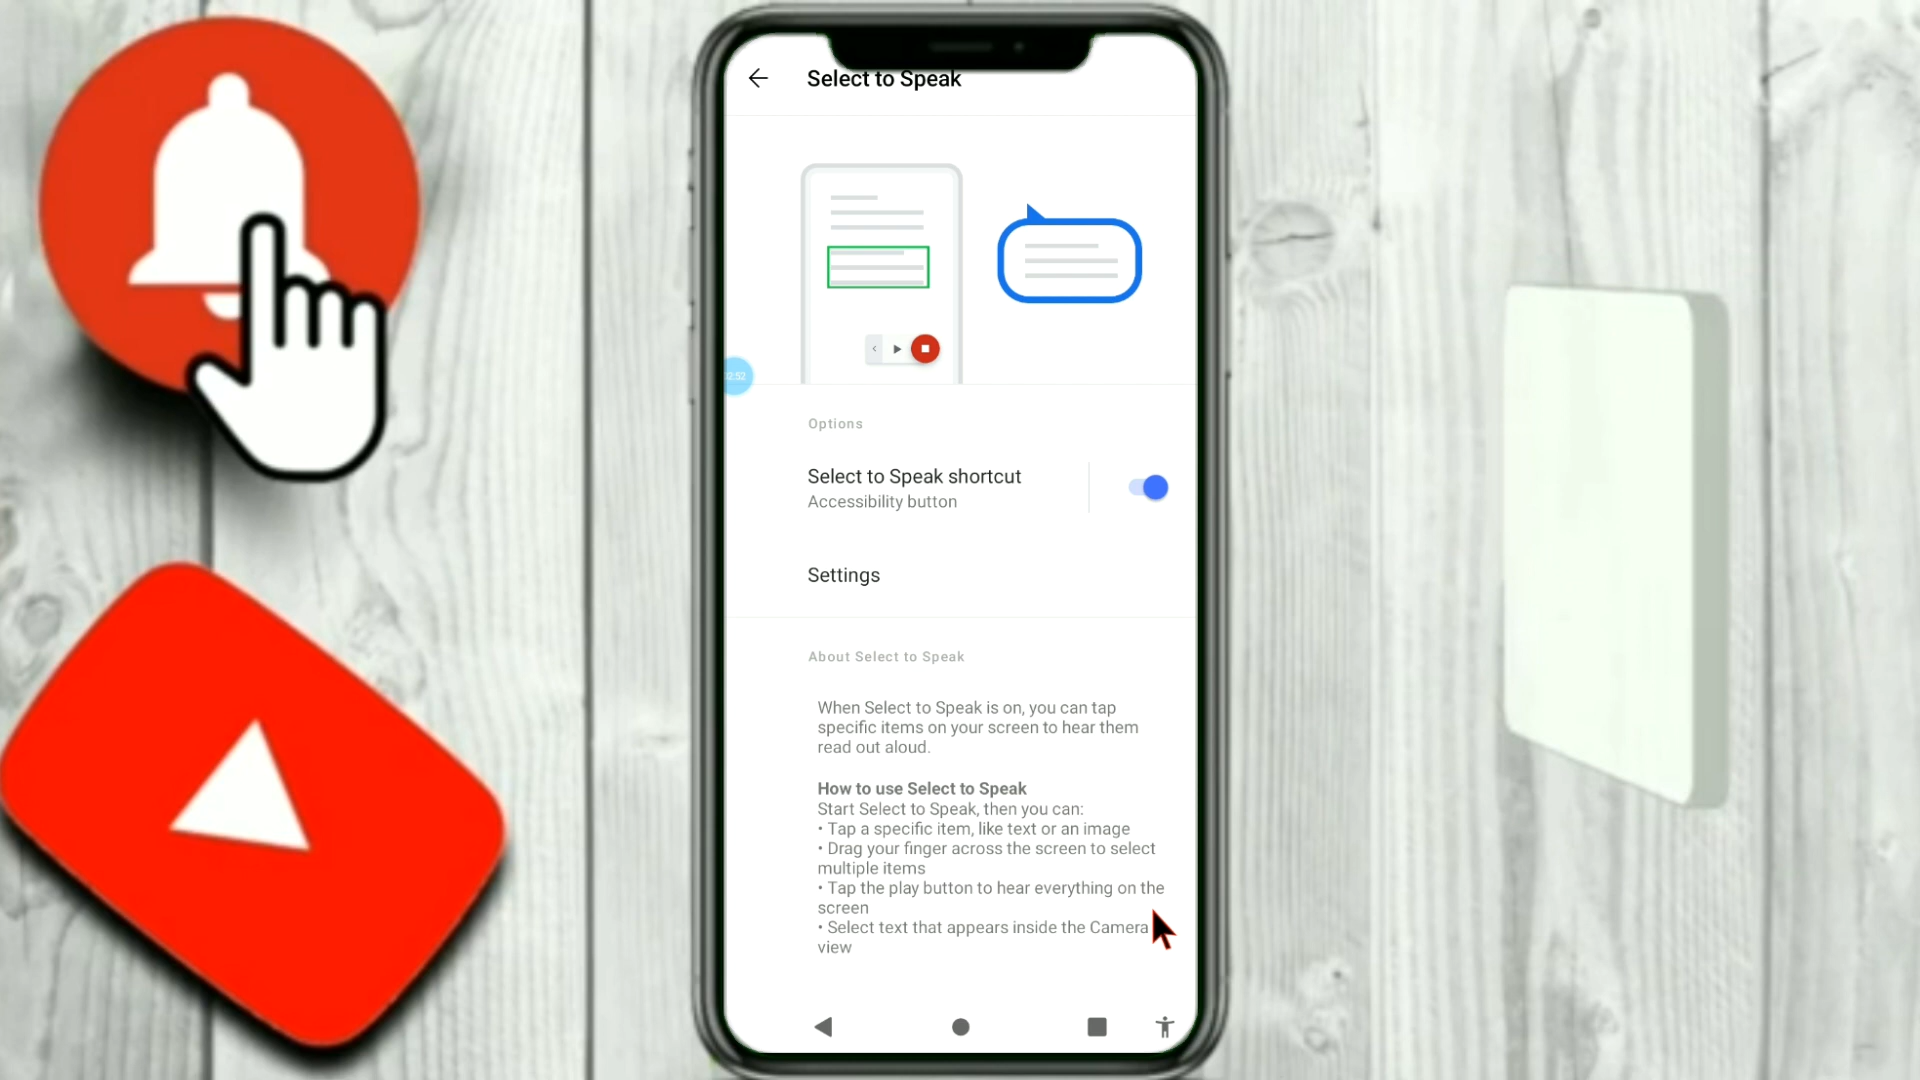 Select to Speak
Options
Select to Speak shortcut
Accessibility button
Settings
About Select to Speak
When Select to Speak is on, you can tap
specific items on your screen to hear them
read out aloud.
How to use Select to Speak
Start Select to Speak, then you can:
• Tap a specific item, like text or an image
• Drag your finger across the screen to select
multiple items
• Tap the play button to hear everything on the
screen
• Select text that appears inside the Camera
view